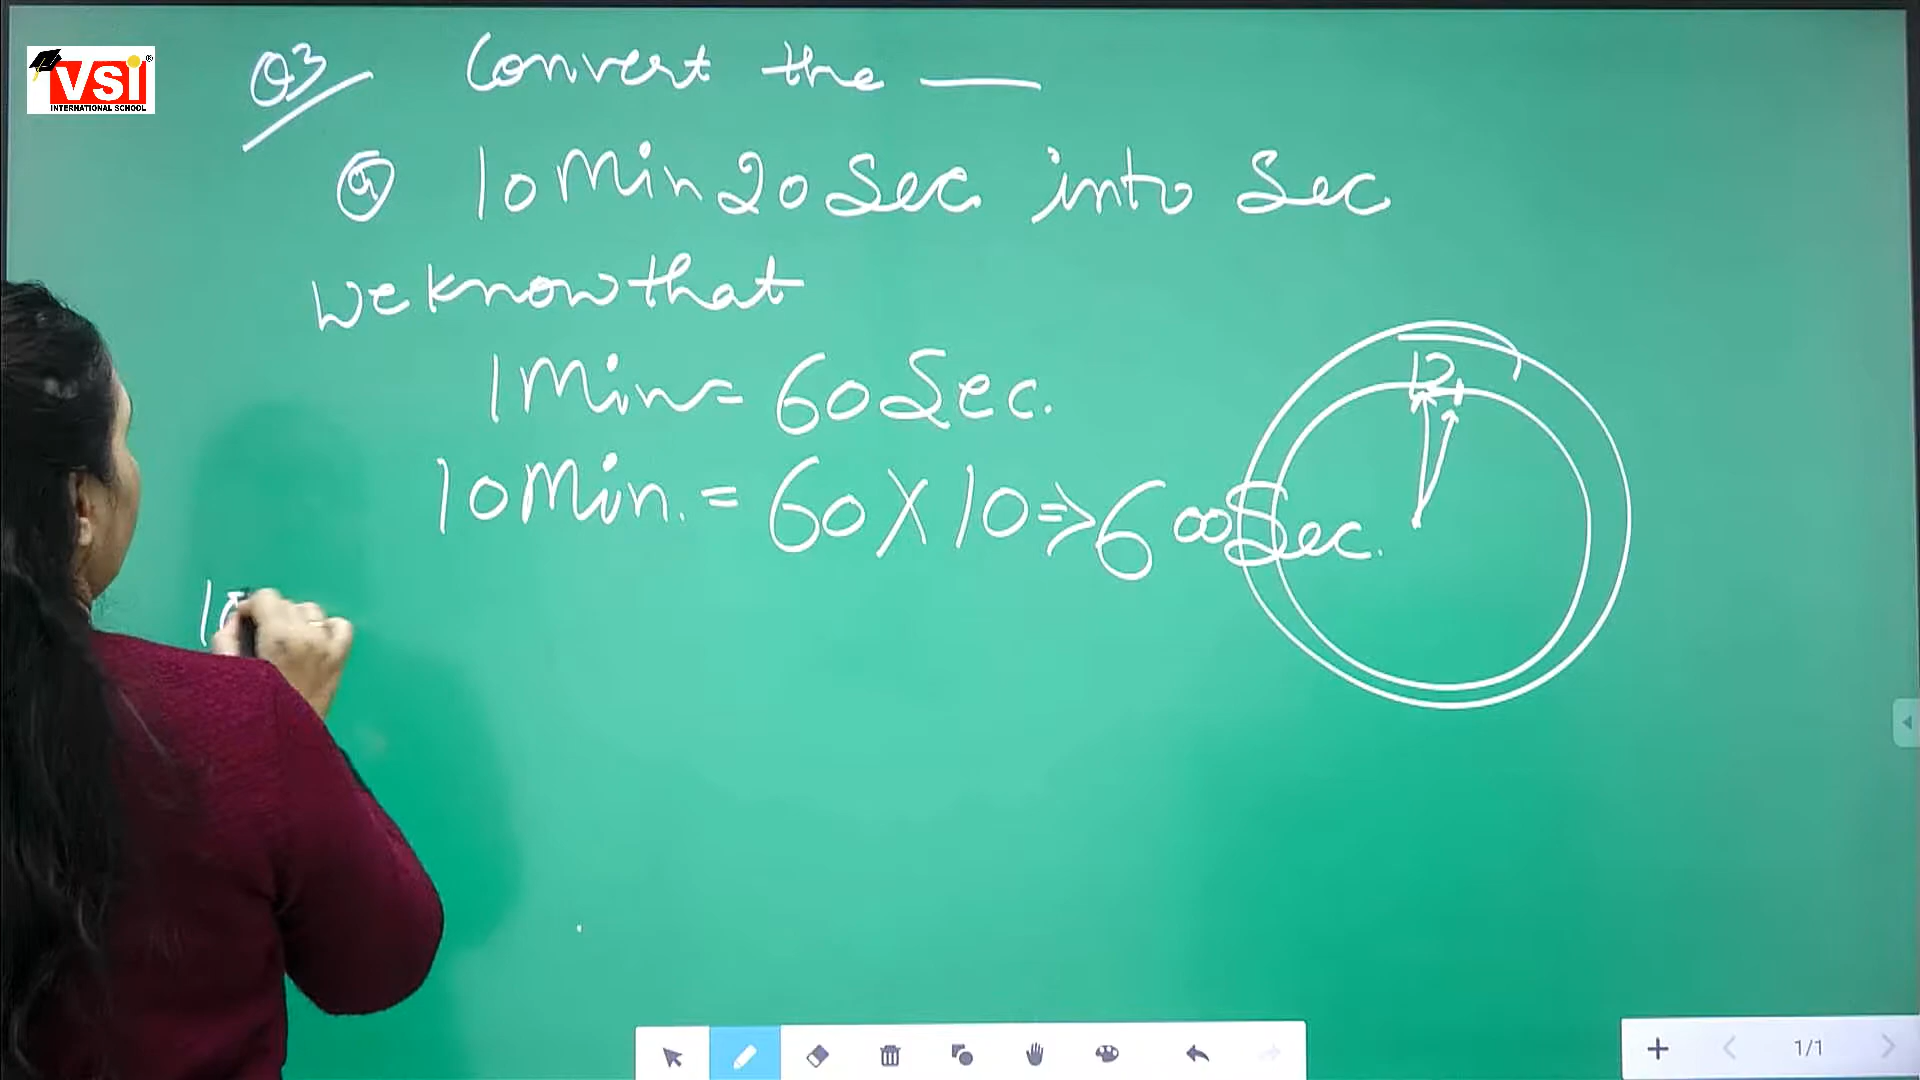 VSI
INTERNATIONAL SCHOOL
Q3 Convert the
a 10 Min 20 Sec into Sec
We know that
1 Min = 60 Sec.
10 Min. = 60 X 10 => 600 Sec.
12
10
1/1